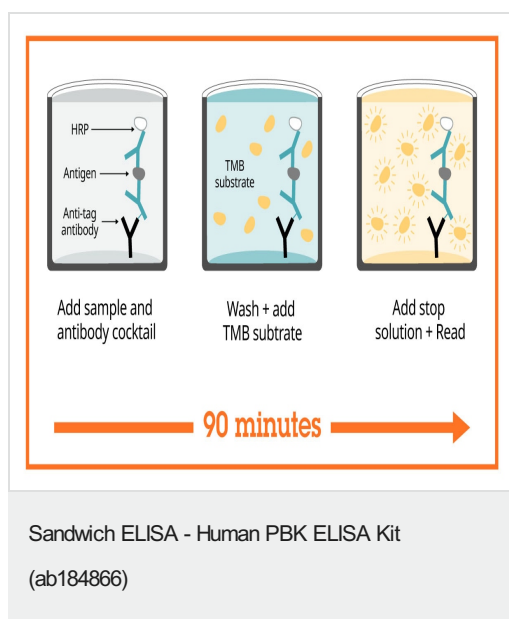 HRP
Antigen
Anti-tag
antibody
TMB
substrate
Add sample and
antibody cocktail
Wash + add
TMB subtrate
Add stop
solution + Read
90 minutes
Sandwich ELISA - Human PBK ELISA Kit
(ab184866)